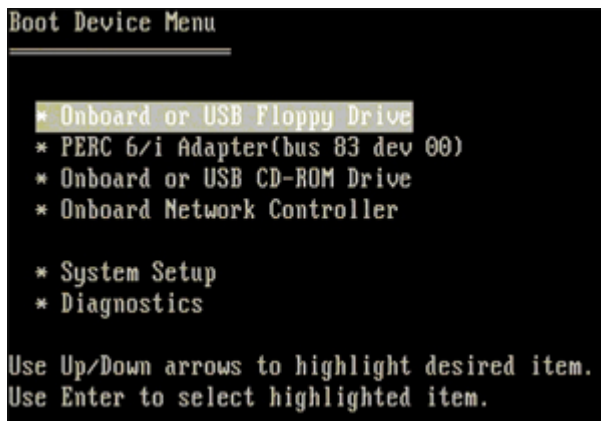 Boot Device Menu
* Onboard or USB Floppy Drive
* PERC 6/i Adapter(bus 83 dev 00)
* Onboard or USB CD-ROM Drive
* Onboard Network Controller
* System Setup
* Diagnostics
Use Up/Down arrows to highlight desired item.
Use Enter to select highlighted item.